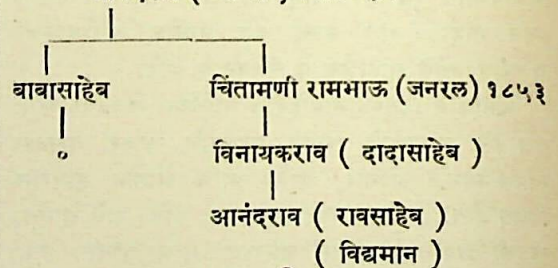 बाबासाहेब चिंतामणी रामभाऊ (जनरल) १८५३
० विनायकराव ( दादासाहेब )
आनंदराव ( रावसाहेब )
( विद्यमान )